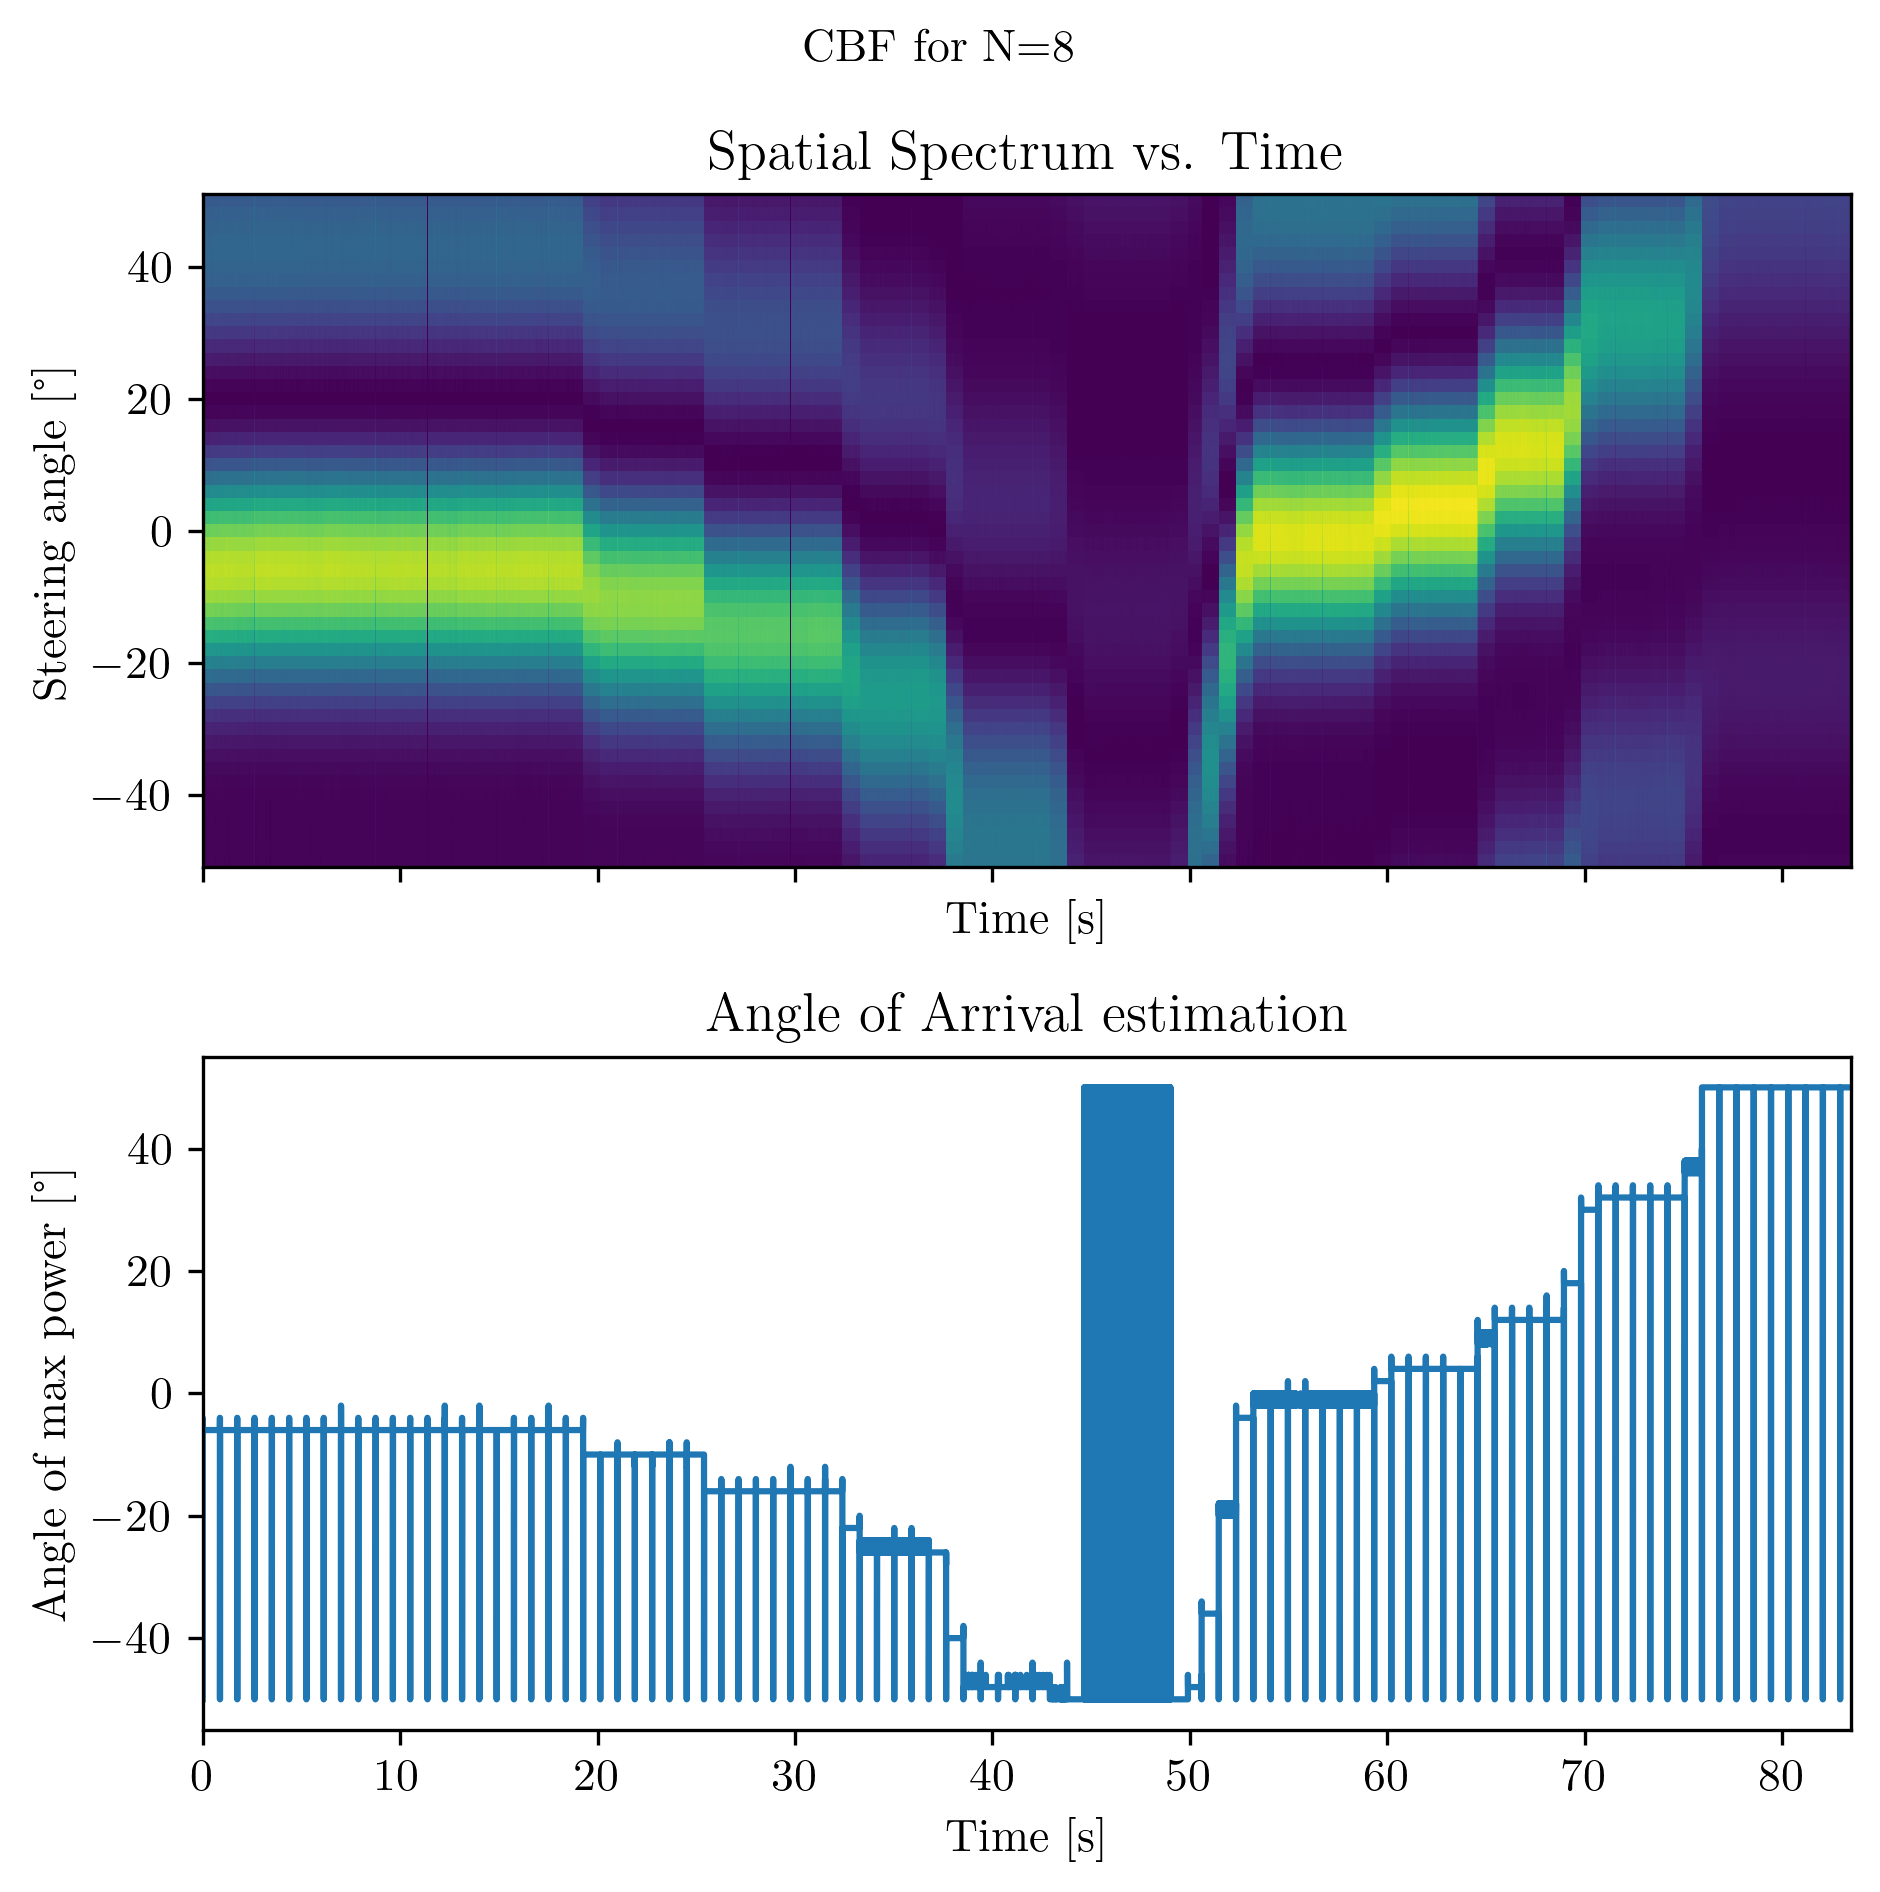 CBF for N=8
Spatial Spectrum vs. Time
Steering angle [°]
40
20
0
−20
−40
Time [s]
Angle of Arrival estimation
Angle of max power [°]
40
20
0
−20
−40
0 10 20 30 40 50 60 70 80
Time [s]